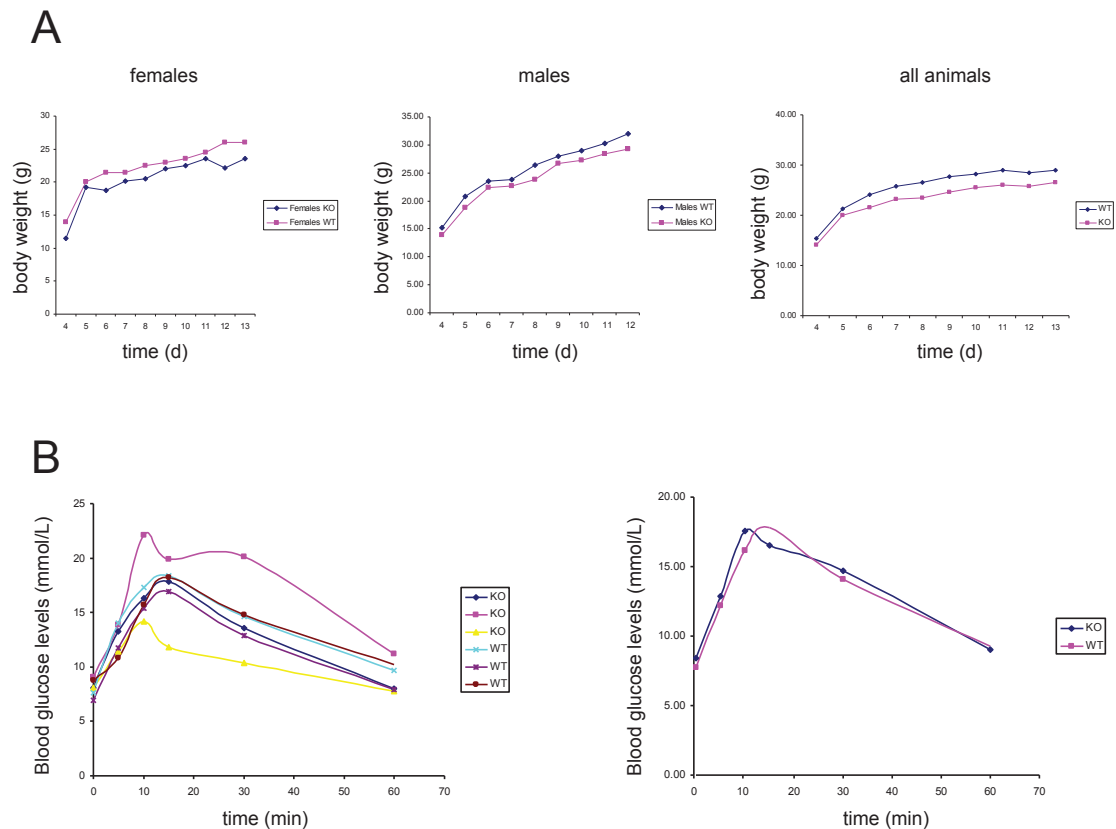 A
females
males
all animals
30
25
20
15
10
5
0
body weight (g)
4 5 6 7 8 9 10 11 12 13
time (d)
Females KO
Females WT
35.00
30.00
25.00
20.00
15.00
10.00
5.00
0.00
body weight (g)
4 5 6 7 8 9 10 11 12
time (d)
Males WT
Males KO
40.00
30.00
20.00
10.00
0.00
body weight (g)
4 5 6 7 8 9 10 11 12 13
time (d)
WT
KO
B
25
20
15
10
5
0
Blood glucose levels (mmol/L)
0 10 20 30 40 50 60 70
time (min)
KO
KO
KO
WT
WT
WT
20.00
15.00
10.00
5.00
0.00
Blood glucose levels (mmol/L)
0 10 20 30 40 50 60 70
time (min)
KO
WT